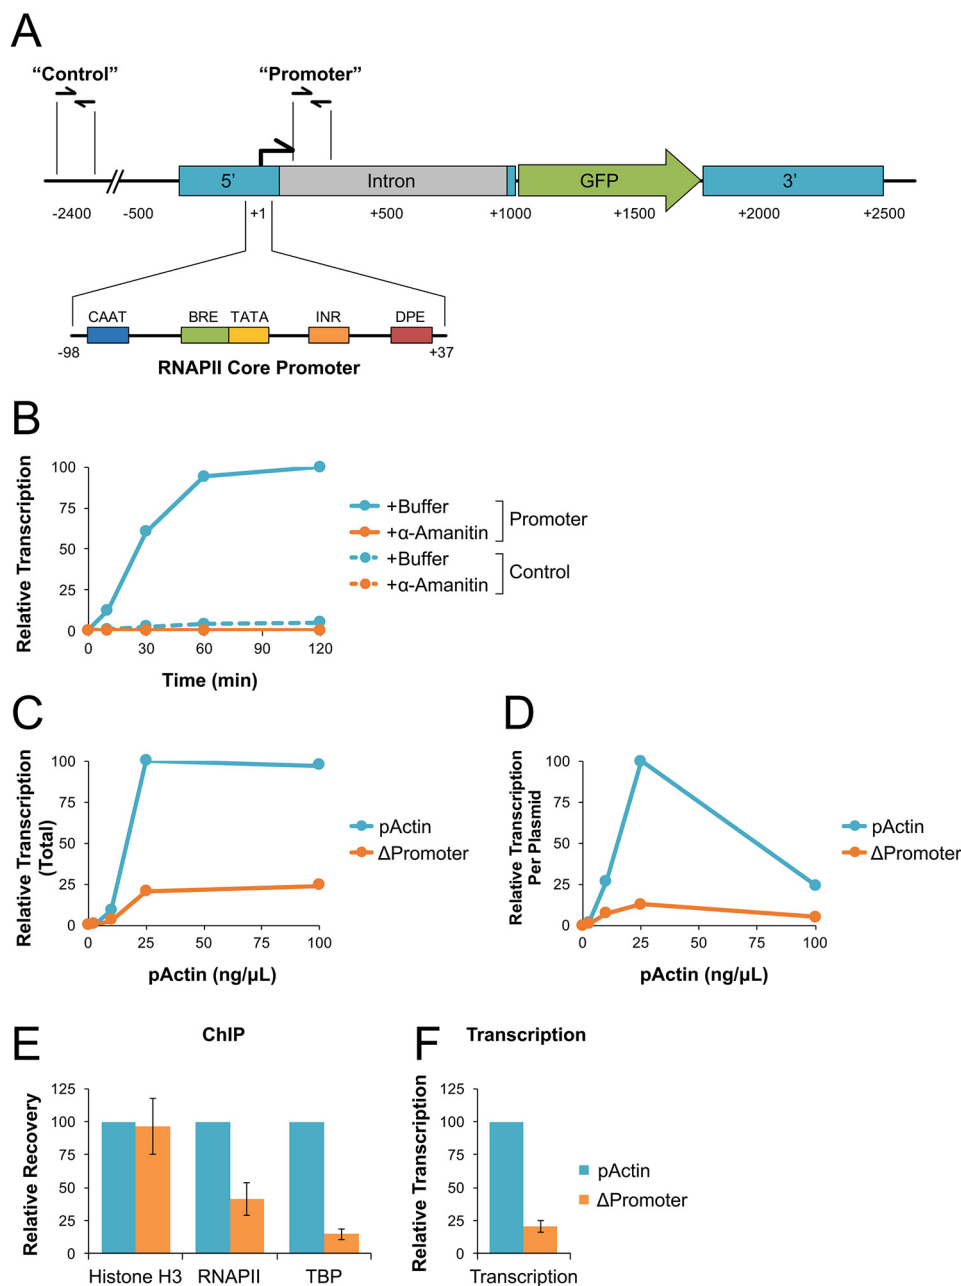 A
“Control”
“Promoter”
5’
Intron
GFP
3’
-2400
-500
+1
+500
+1000
+1500
+2000
+2500
CAAT
BRE
TATA
INR
DPE
-98
+37
RNAPII Core Promoter
B
Relative Transcription
100
75
50
25
0
0
30
60
90
120
Time (min)
+Buffer
+α-Amanitin
Promoter
+Buffer
+α-Amanitin
Control
C
Relative Transcription
(Total)
100
75
50
25
0
0
25
50
75
100
pActin (ng/µL)
pActin
ΔPromoter
D
Relative Transcription
Per Plasmid
100
75
50
25
0
0
25
50
75
100
pActin (ng/µL)
pActin
ΔPromoter
E
ChIP
Relative Recovery
125
100
75
50
25
0
Histone H3
RNAPII
TBP
F
Transcription
Relative Transcription
125
100
75
50
25
0
Transcription
pActin
ΔPromoter